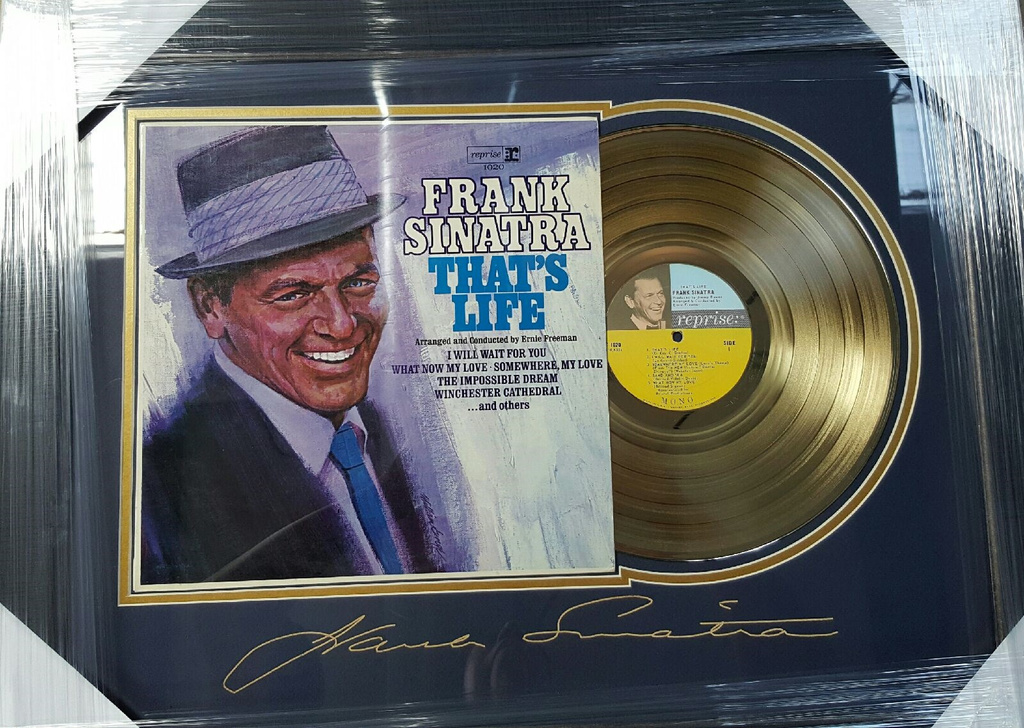 reprise
1020
FRANK
SINATRA
THAT'S
LIFE
Arranged and Conducted by Ernie Freeman
I WILL WAIT FOR YOU
WHAT NOW MY LOVE · SOMEWHERE, MY LOVE
THE IMPOSSIBLE DREAM
WINCHESTER CATHEDRAL
...and others
THAT'S LIFE
FRANK SINATRA
reprise:
1020
SIDE
1
MONO
Frank Sinatra